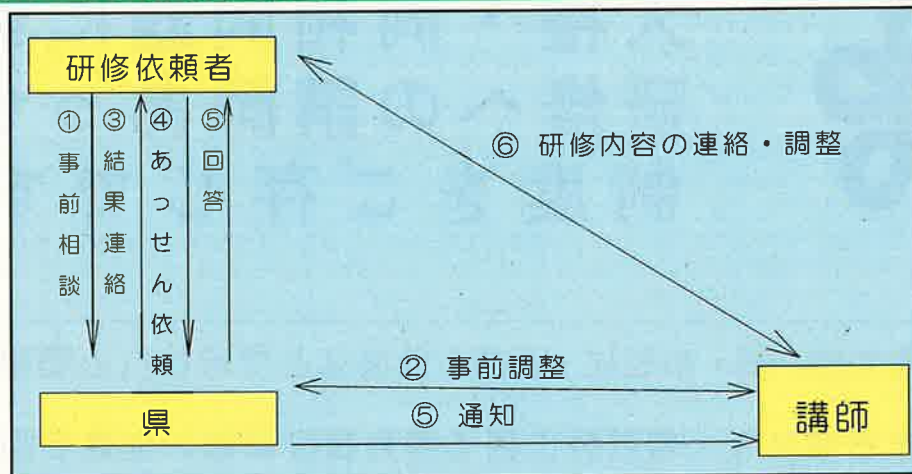 研修依頼者
①事前相談
③結果連絡
④あっせん依頼
⑤回答
⑥ 研修内容の連絡・調整
② 事前調整
⑤ 通知
県
講師